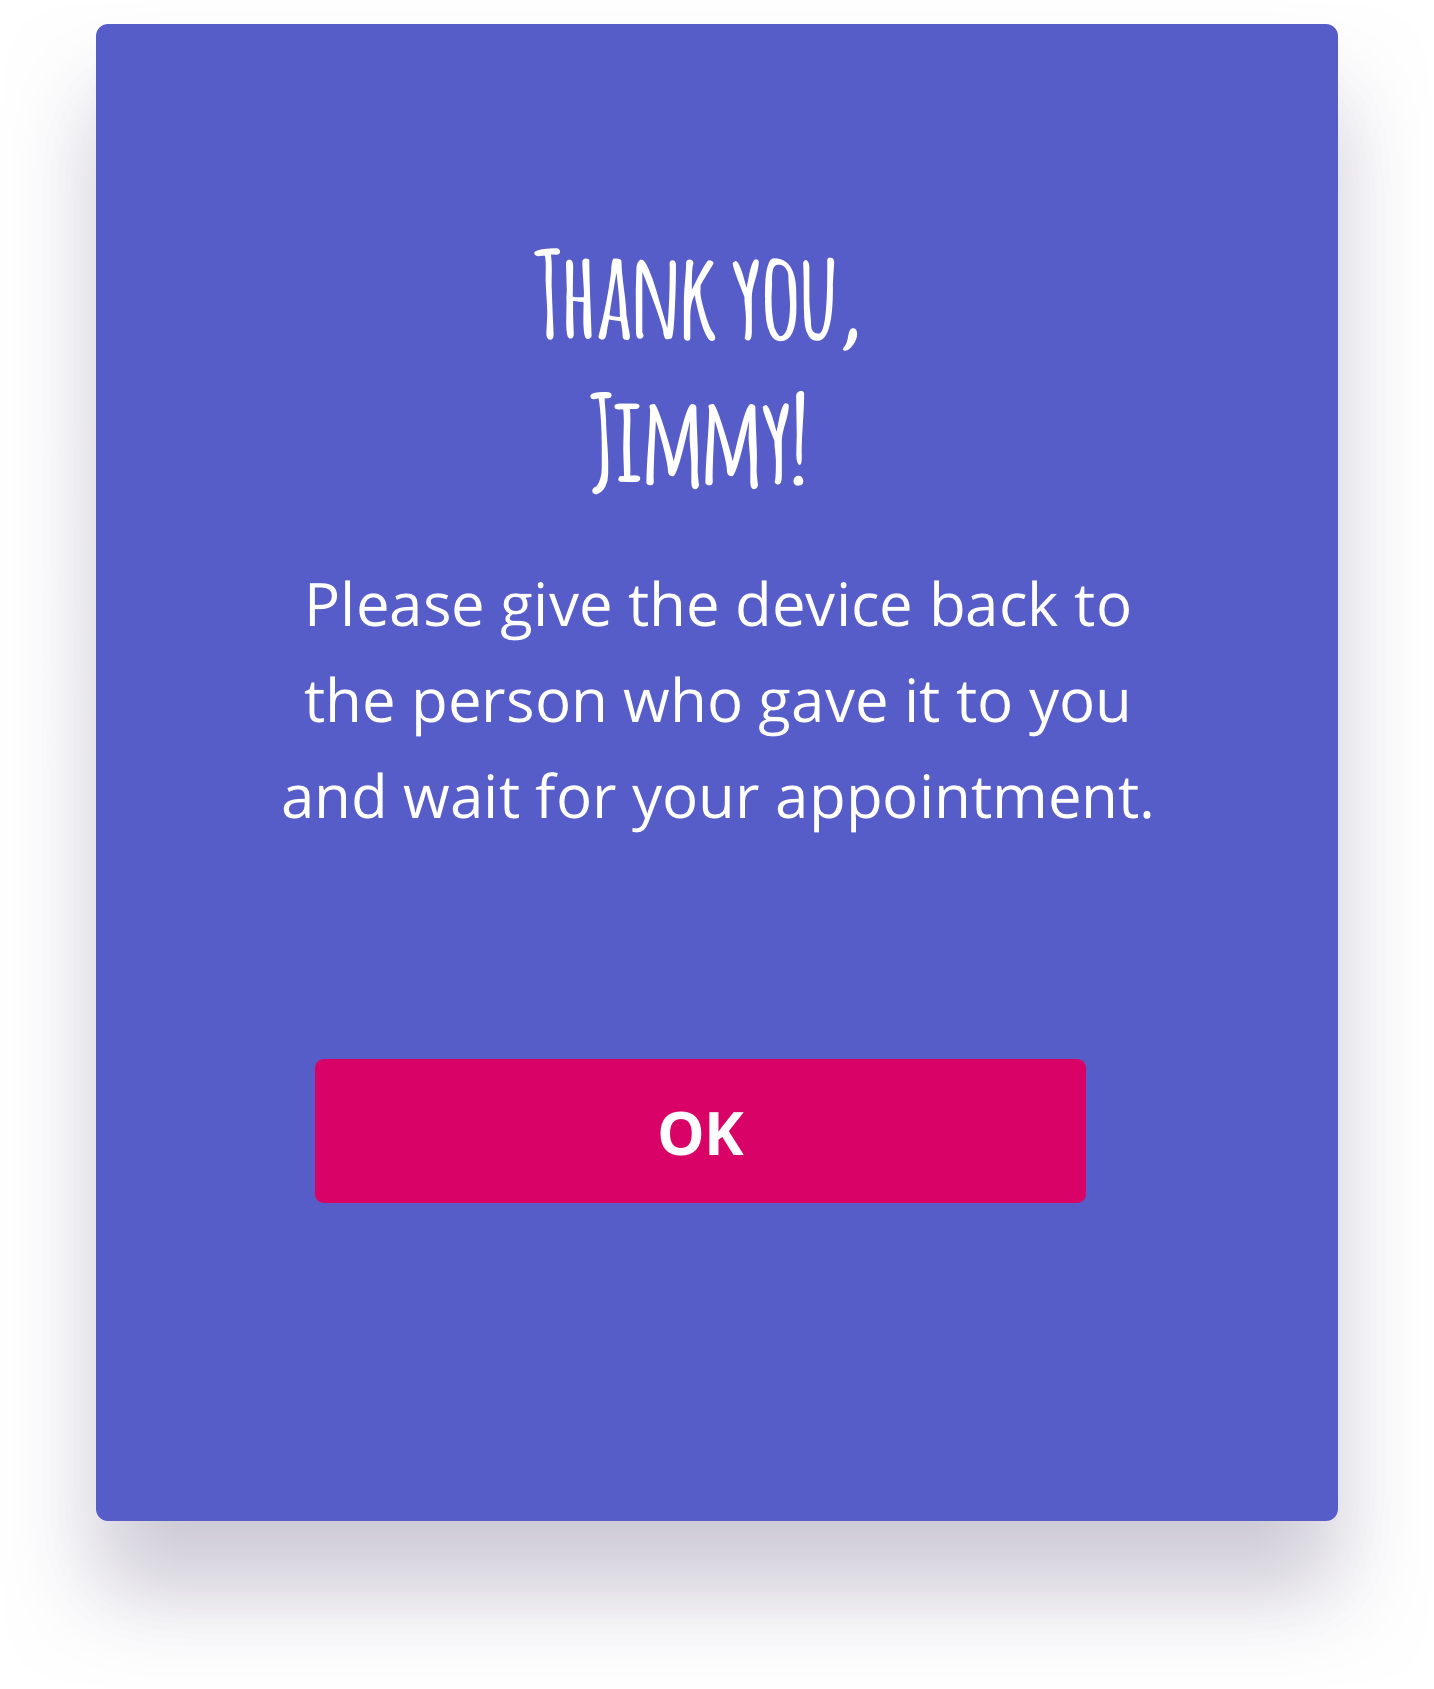 Thank you,
Jimmy!
Please give the device back to
the person who gave it to you
and wait for your appointment.
OK